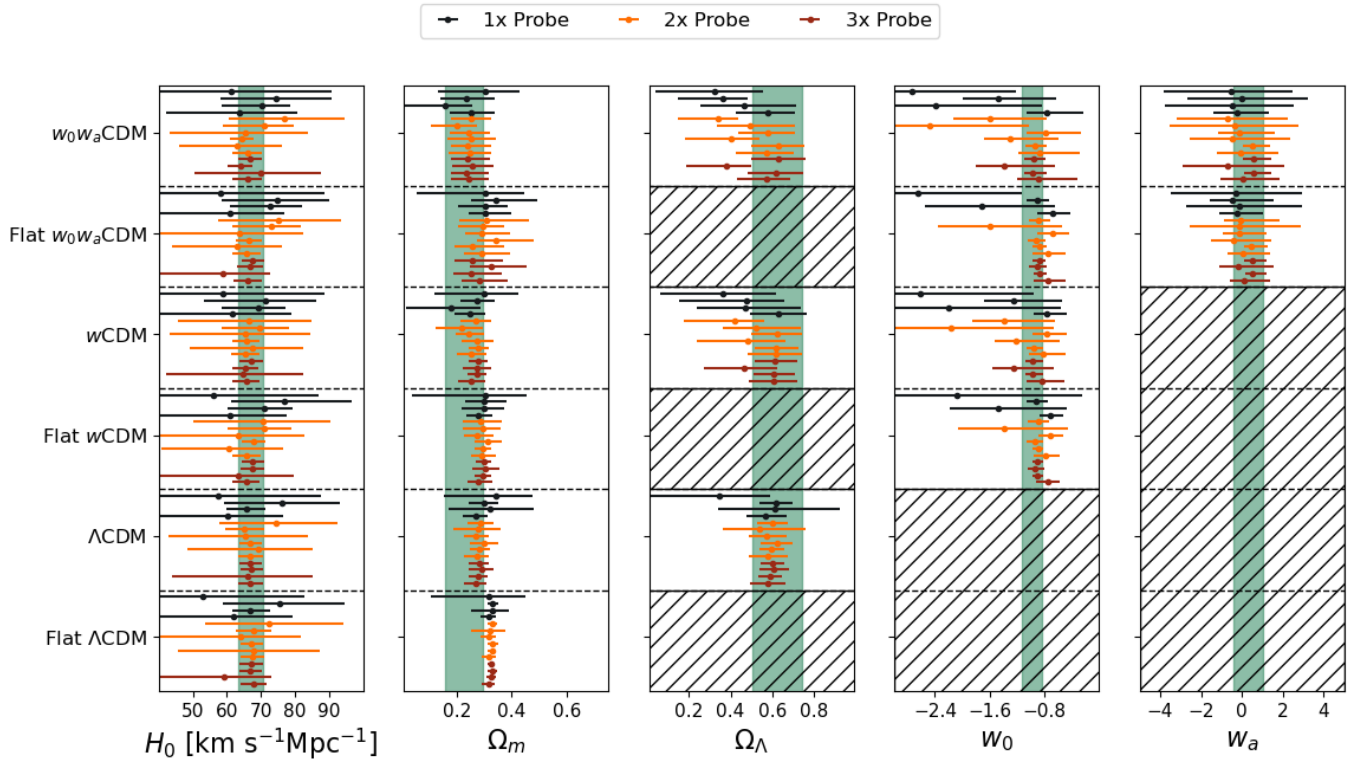 1x Probe 2x Probe 3x Probe
w₀wₐCDM
Flat w₀wₐCDM
wCDM
Flat wCDM
ΛCDM
Flat ΛCDM
50 60 70 80 90 0.2 0.4 0.6 0.2 0.4 0.6 0.8 −2.4 −1.6 −0.8 −4 −2 0 2 4
H₀ [km s⁻¹Mpc⁻¹] Ωₘ Ω_Λ w₀ wₐ